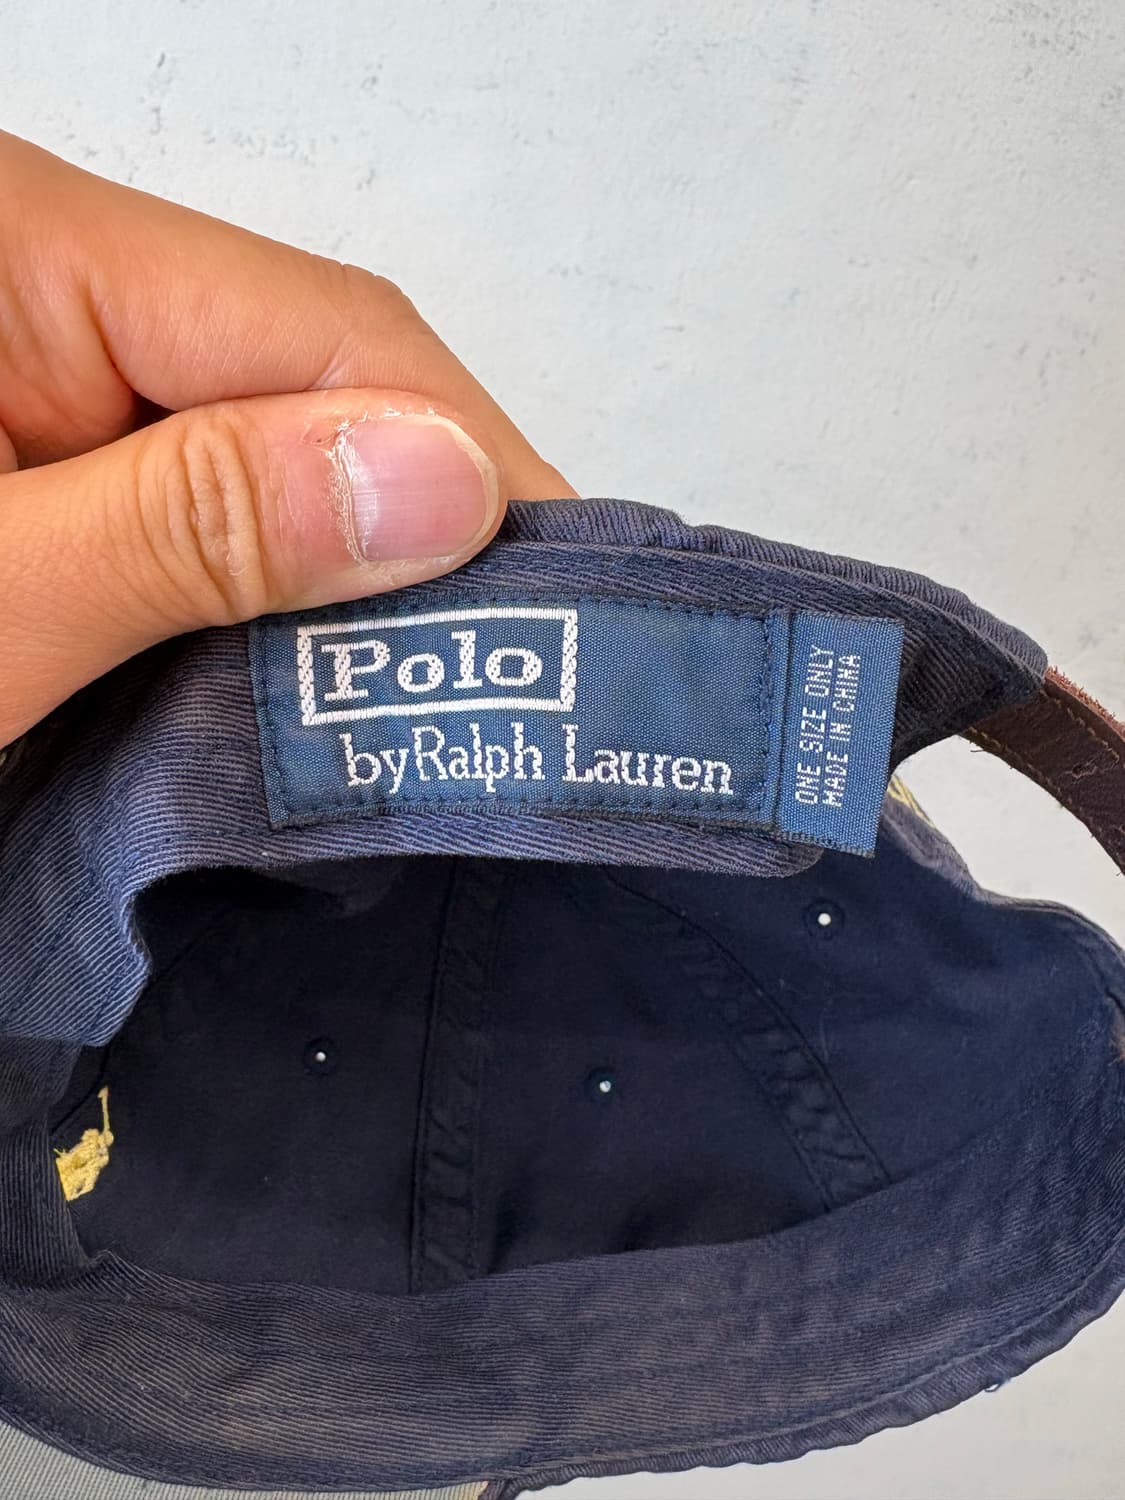 Polo
by Ralph Lauren
ONE SIZE ONLY
MADE IN CHINA